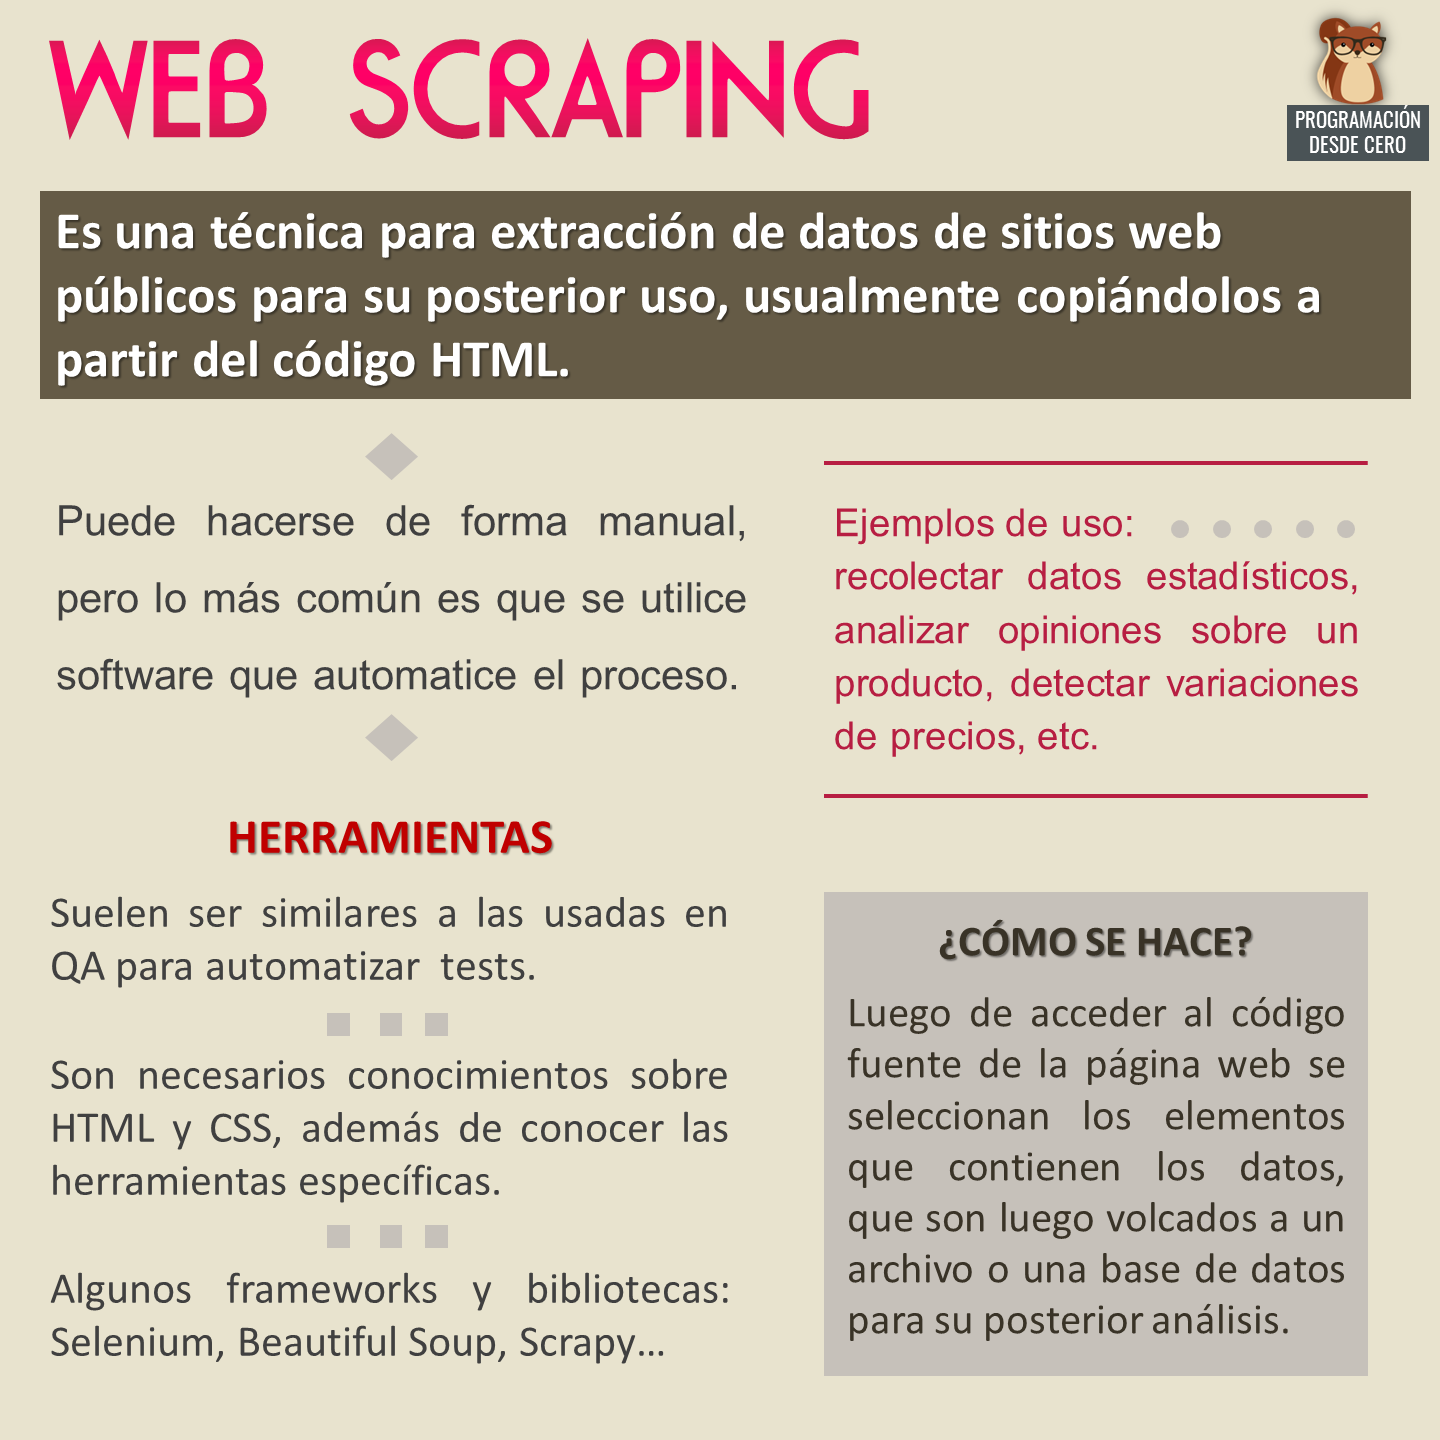 WEB SCRAPING
PROGRAMACIÓN
DESDE CERO
Es una técnica para extracción de datos de sitios web
públicos para su posterior uso, usualmente copiándolos a
partir del código HTML.
Puede hacerse de forma manual,
pero lo más común es que se utilice
software que automatice el proceso.
Ejemplos de uso:
recolectar datos estadísticos,
analizar opiniones sobre un
producto, detectar variaciones
de precios, etc.
HERRAMIENTAS
Suelen ser similares a las usadas en
QA para automatizar tests.
Son necesarios conocimientos sobre
HTML y CSS, además de conocer las
herramientas específicas.
Algunos frameworks y bibliotecas:
Selenium, Beautiful Soup, Scrapy...
¿CÓMO SE HACE?
Luego de acceder al código
fuente de la página web se
seleccionan los elementos
que contienen los datos,
que son luego volcados a un
archivo o una base de datos
para su posterior análisis.